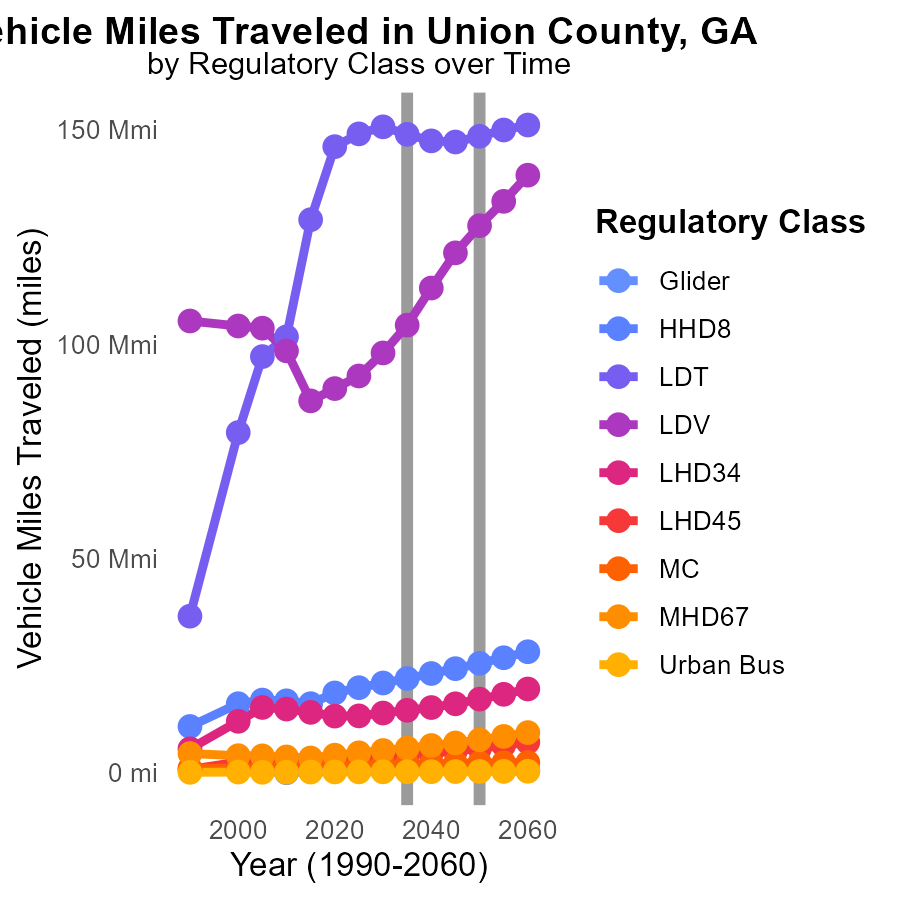 ehicle Miles Traveled in Union County, GA
by Regulatory Class over Time
150 Mmi
100 Mmi
50 Mmi
0 mi
Vehicle Miles Traveled (miles)
2000 2020 2040 2060
Year (1990-2060)
Regulatory Class
Glider
HHD8
LDT
LDV
LHD34
LHD45
MC
MHD67
Urban Bus